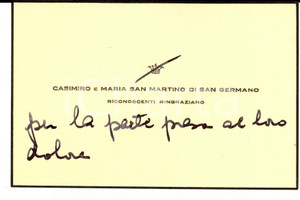 CASIMIRO E MARIA SAN MARTINO DI SAN GERMANO
RICONOSCENTI RINGRAZIANO
per la parte presa al loro
dolore